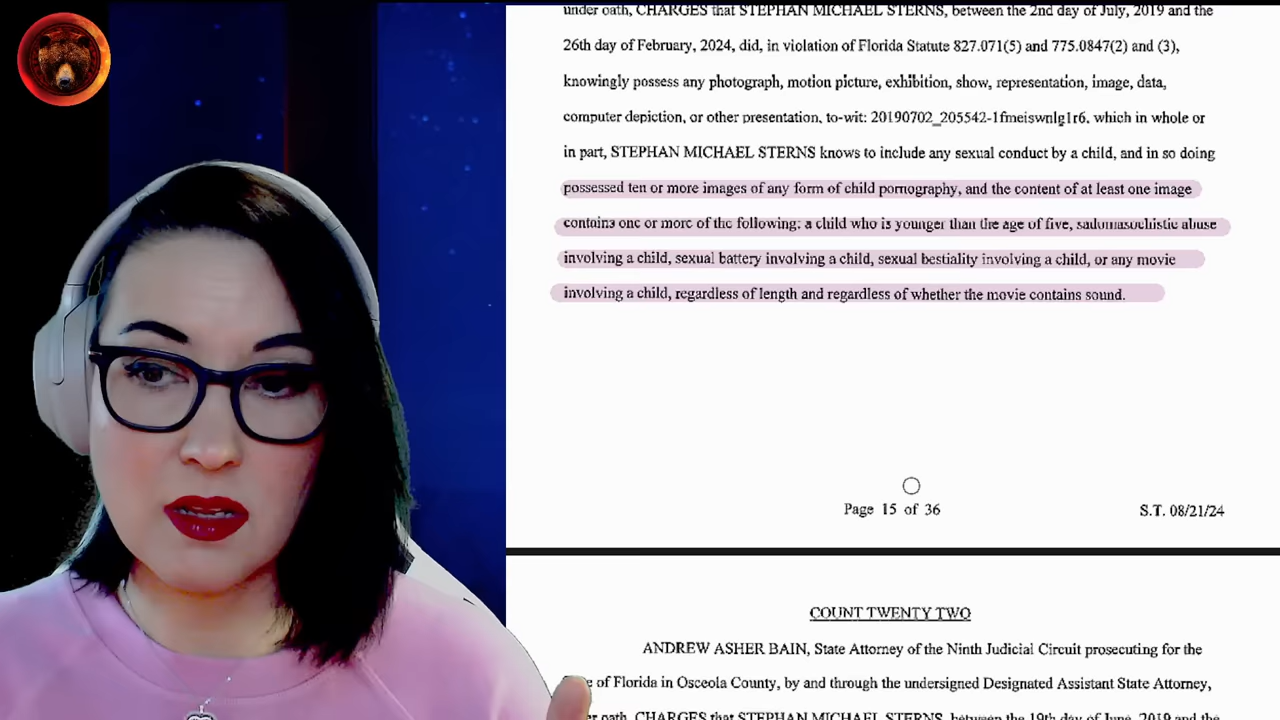 under oath, CHARGES that STEPHAN MICHAEL STERNS, between the 2nd day of July, 2019 and the
26th day of February, 2024, did, in violation of Florida Statute 827.071(5) and 775.0847(2) and (3),
knowingly possess any photograph, motion picture, exhibition, show, representation, image, data,
computer depiction, or other presentation, to-wit: which in whole or
in part, STEPHAN MICHAEL STERNS knows to include any sexual conduct by a child, and in so doing
possessed ten or more images of any form of child pornography, and the content of at least one image
contains one or more of the following: a child who is younger than the age of five, sadomasochistic abuse
involving a child, sexual battery involving a child, sexual bestiality involving a child, or any movie
involving a child, regardless of length and regardless of whether the movie contains sound.
Page 15 of 36
S.T. 08/21/24
COUNT TWENTY TWO
ANDREW ASHER BAIN, State Attorney of the Ninth Judicial Circuit prosecuting for the
of Florida in Osceola County, by and through the undersigned Designated Assistant State Attorney,
oath, CHARGES that STEPHAN MICHAEL STERNS, between the 19th day of June, 2019 and the